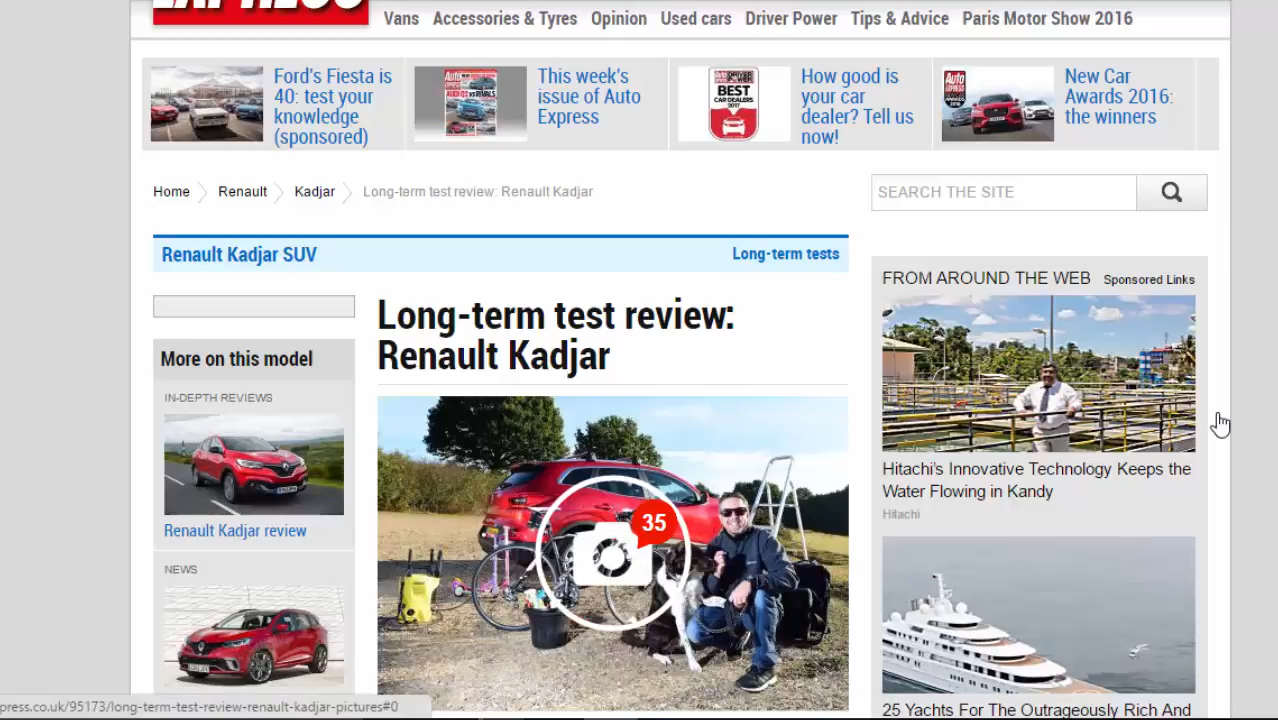 EXPRESS
Vans Accessories & Tyres Opinion Used cars Driver Power Tips & Advice Paris Motor Show 2016
Ford's Fiesta is
40: test your
knowledge
(sponsored)
This week's
issue of Auto
Express
BEST
CAR DEALERS
How good is
your car
dealer? Tell us
now!
New Car
Awards 2016:
the winners
Home Renault Kadjar Long-term test review: Renault Kadjar
SEARCH THE SITE
Renault Kadjar SUV Long-term tests
More on this model
IN-DEPTH REVIEWS
Renault Kadjar review
NEWS
Long-term test review:
Renault Kadjar
35
FROM AROUND THE WEB Sponsored Links
Hitachi's Innovative Technology Keeps the
Water Flowing in Kandy
Hitachi
25 Yachts For The Outrageously Rich And
press.co.uk/95173/long-term-test-review-renault-kadjar-pictures#0